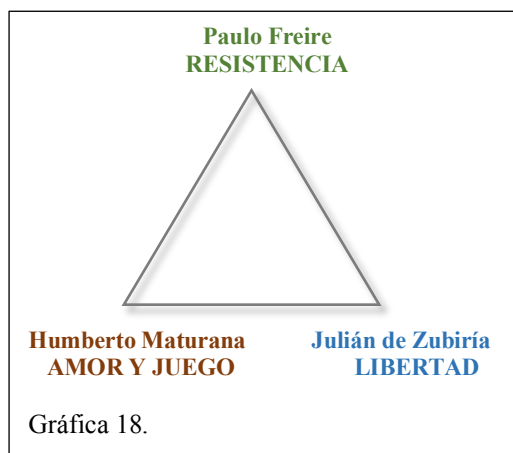 Paulo Freire
RESISTENCIA
Humberto Maturana
AMOR Y JUEGO
Julián de Zubiría
LIBERTAD
Gráfica 18.